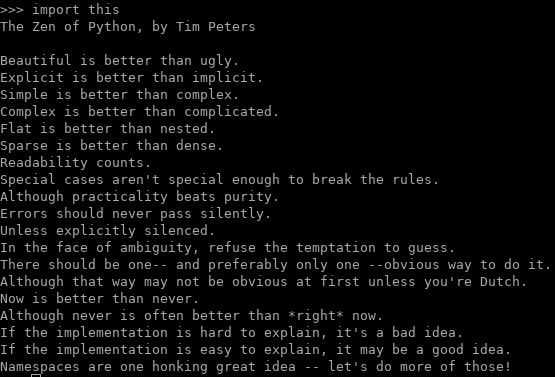 >>> import this
The Zen of Python, by Tim Peters

Beautiful is better than ugly.
Explicit is better than implicit.
Simple is better than complex.
Complex is better than complicated.
Flat is better than nested.
Sparse is better than dense.
Readability counts.
Special cases aren't special enough to break the rules.
Although practicality beats purity.
Errors should never pass silently.
Unless explicitly silenced.
In the face of ambiguity, refuse the temptation to guess.
There should be one-- and preferably only one --obvious way to do it.
Although that way may not be obvious at first unless you're Dutch.
Now is better than never.
Although never is often better than *right* now.
If the implementation is hard to explain, it's a bad idea.
If the implementation is easy to explain, it may be a good idea.
Namespaces are one honking great idea -- let's do more of those!